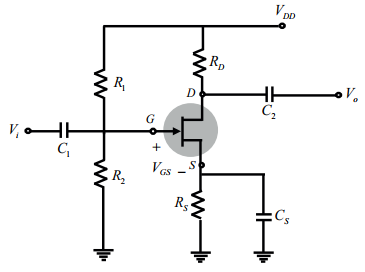 V_DD
R_1
R_D
D
V_o
C_2
G
V_i
C_1
+
V_GS −
S
R_2
R_S
C_S